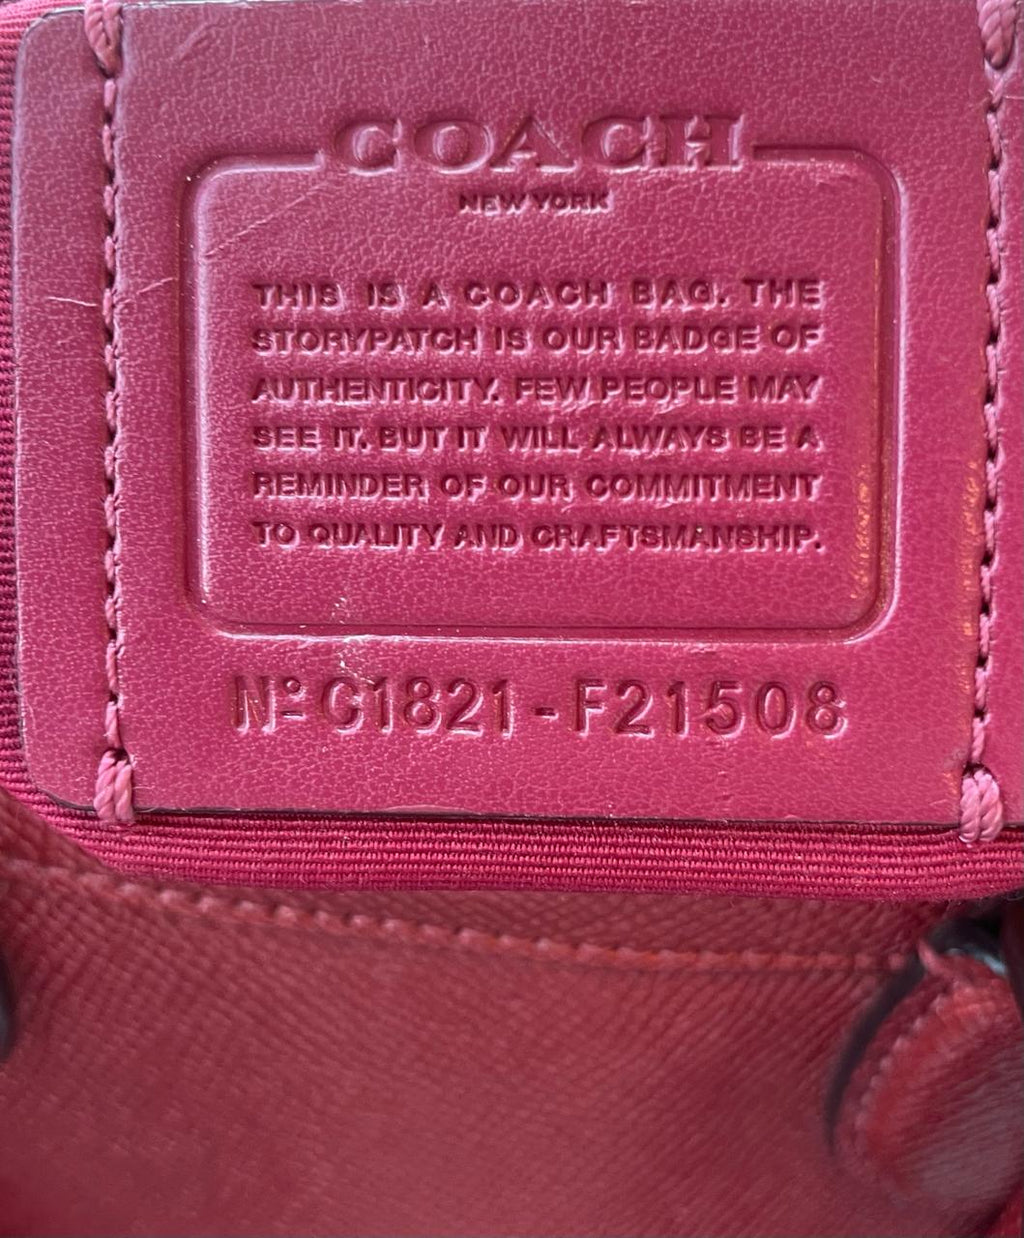 COACH
NEW YORK
THIS IS A COACH BAG. THE
STORYPATCH IS OUR BADGE OF
AUTHENTICITY. FEW PEOPLE MAY
SEE IT. BUT IT WILL ALWAYS BE A
REMINDER OF OUR COMMITMENT
TO QUALITY AND CRAFTSMANSHIP.
Nº C1821-F21508